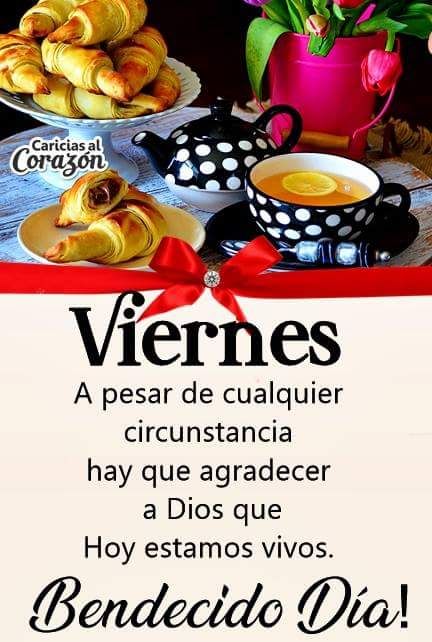 Caricias al
Corazón
Viernes
A pesar de cualquier
circunstancia
hay que agradecer
a Dios que
Hoy estamos vivos.
Bendecido Día!